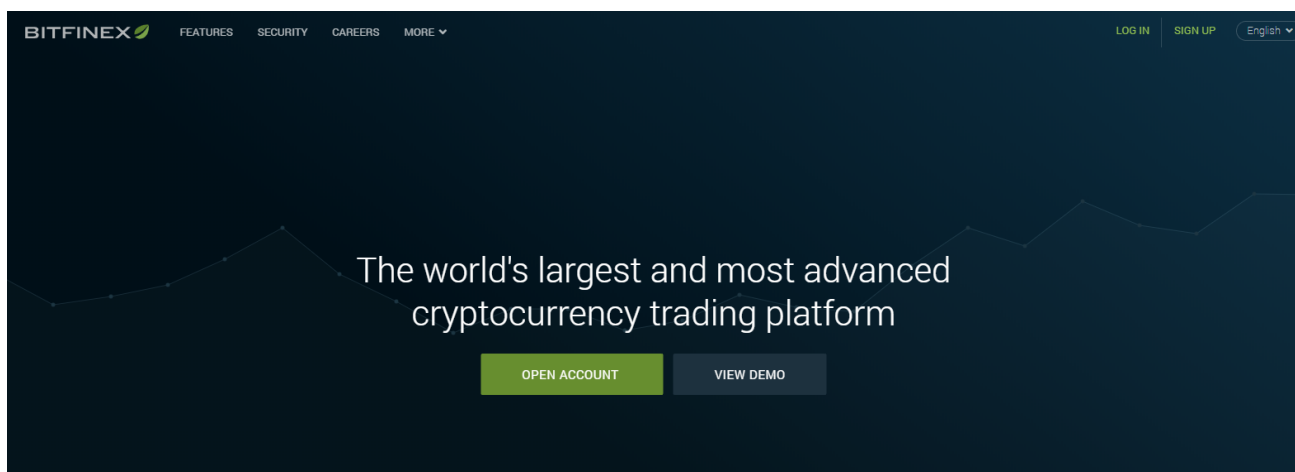 BITFINEX FEATURES SECURITY CAREERS MORE LOG IN SIGN UP English
The world's largest and most advanced
cryptocurrency trading platform
OPEN ACCOUNT VIEW DEMO